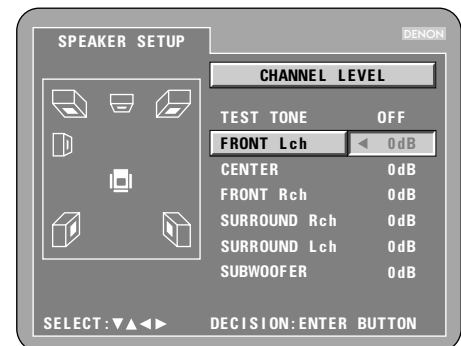 SPEAKER SETUP
DENON
CHANNEL LEVEL
TEST TONE OFF
FRONT Lch ◀ 0dB
CENTER 0dB
FRONT Rch 0dB
SURROUND Rch 0dB
SURROUND Lch 0dB
SUBWOOFER 0dB
SELECT:▼▲◀▶ DECISION:ENTER BUTTON